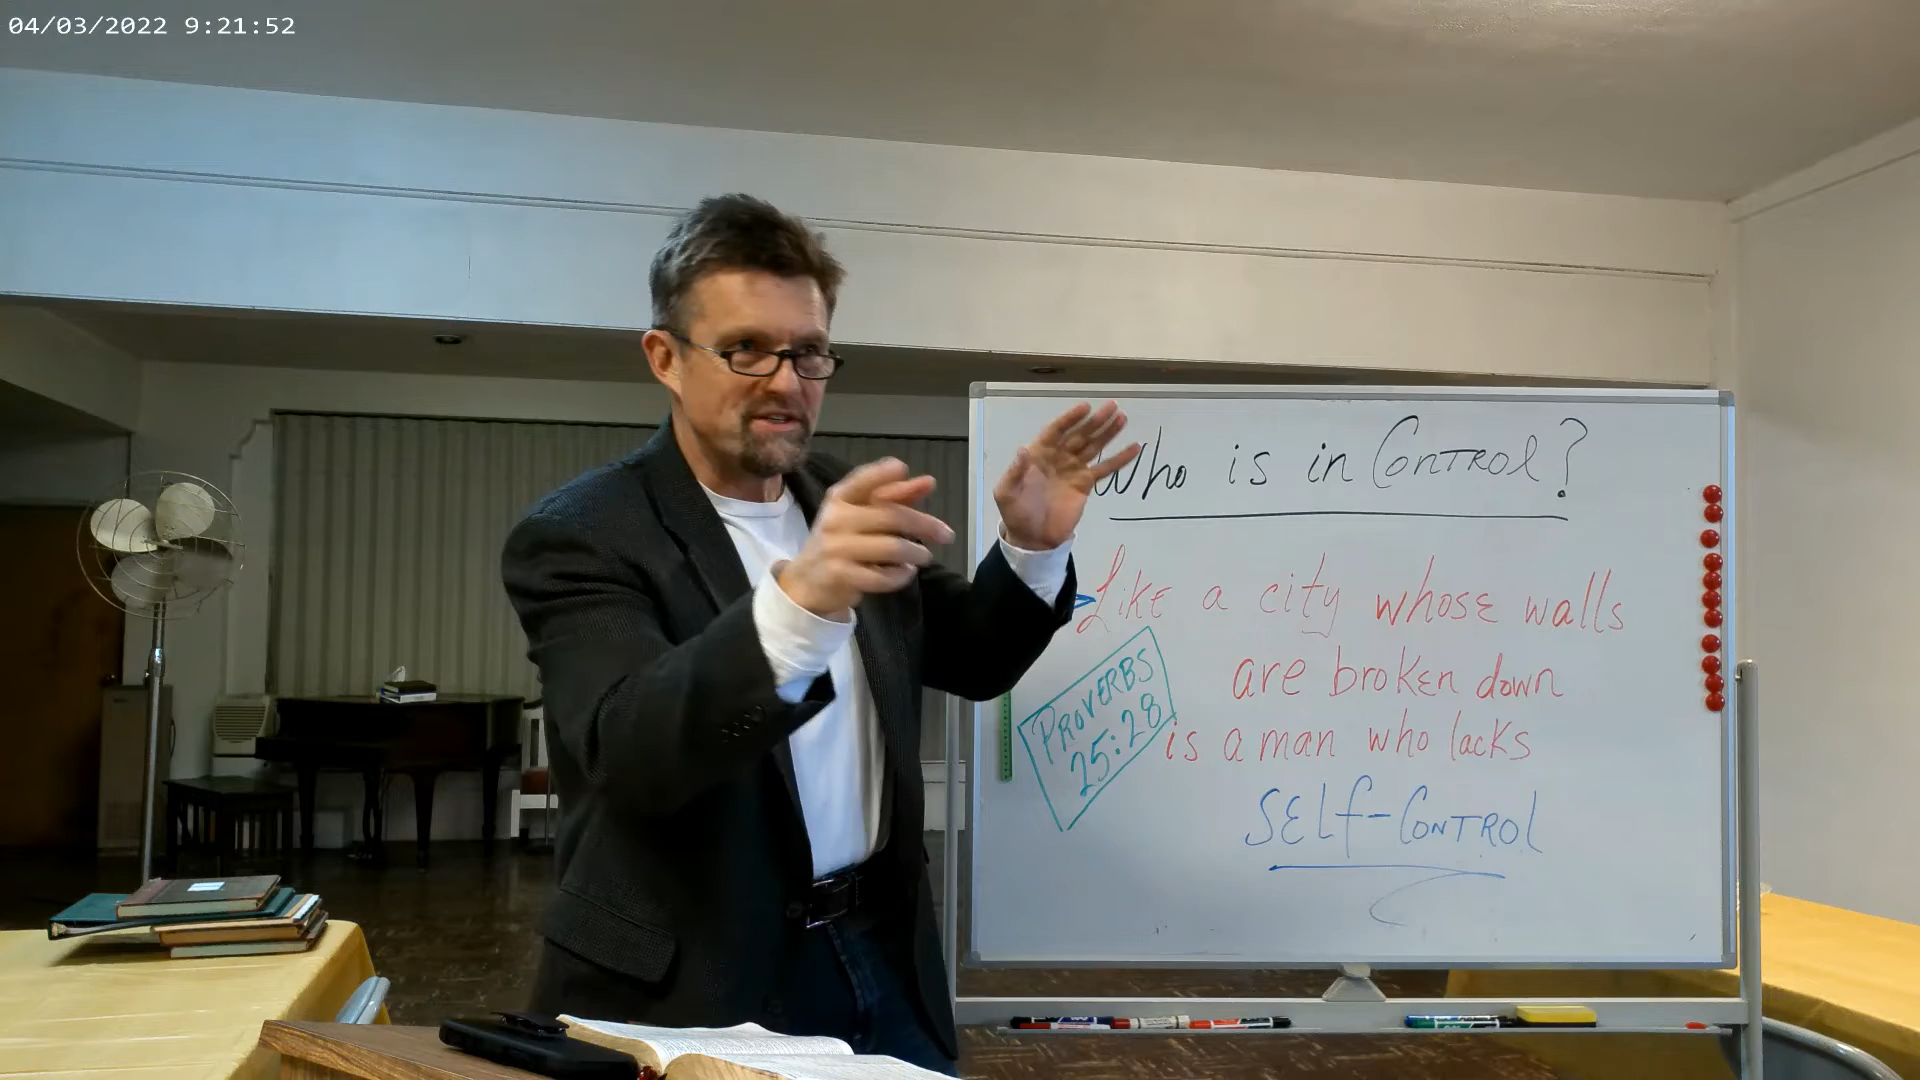 04/03/2022 9:21:52
Who is in Control?
Like a city whose walls
are broken down
is a man who lacks
Self-Control
PROVERBS
25:28